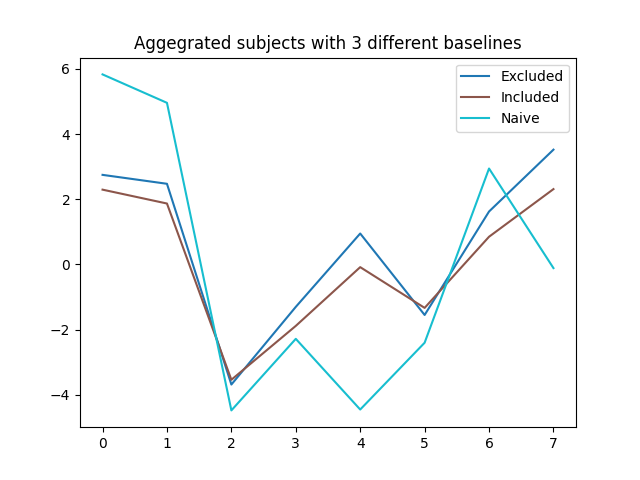 Aggegrated subjects with 3 different baselines
Excluded
Included
Naive
6
4
2
0
−2
−4
0 1 2 3 4 5 6 7